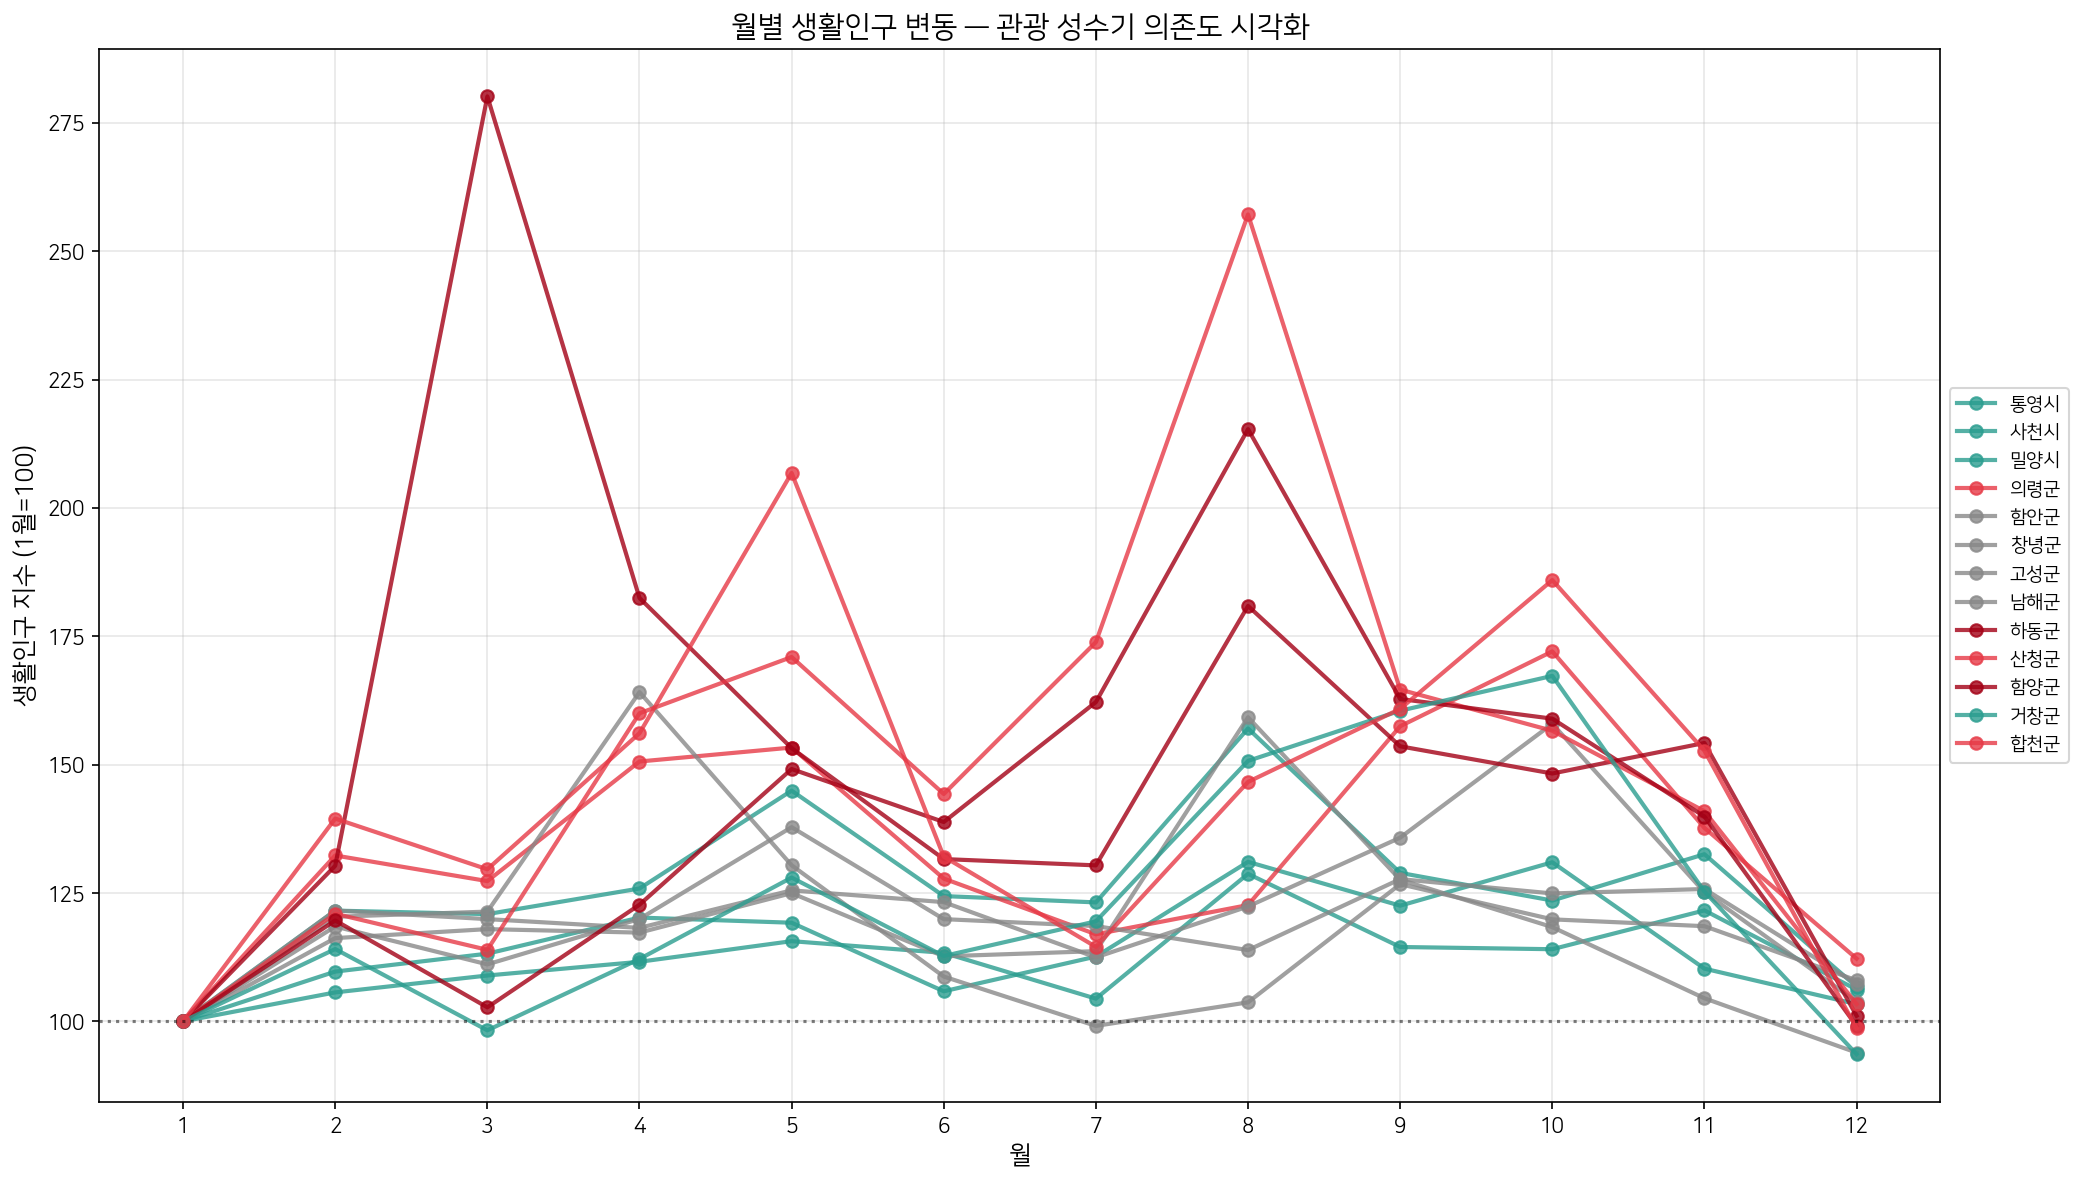 월별 생활인구 변동 — 관광 성수기 의존도 시각화
생활인구 지수 (1월=100)
275
250
225
200
175
150
125
100
1 2 3 4 5 6 7 8 9 10 11 12
월
통영시
사천시
밀양시
의령군
함안군
창녕군
고성군
남해군
하동군
산청군
함양군
거창군
합천군